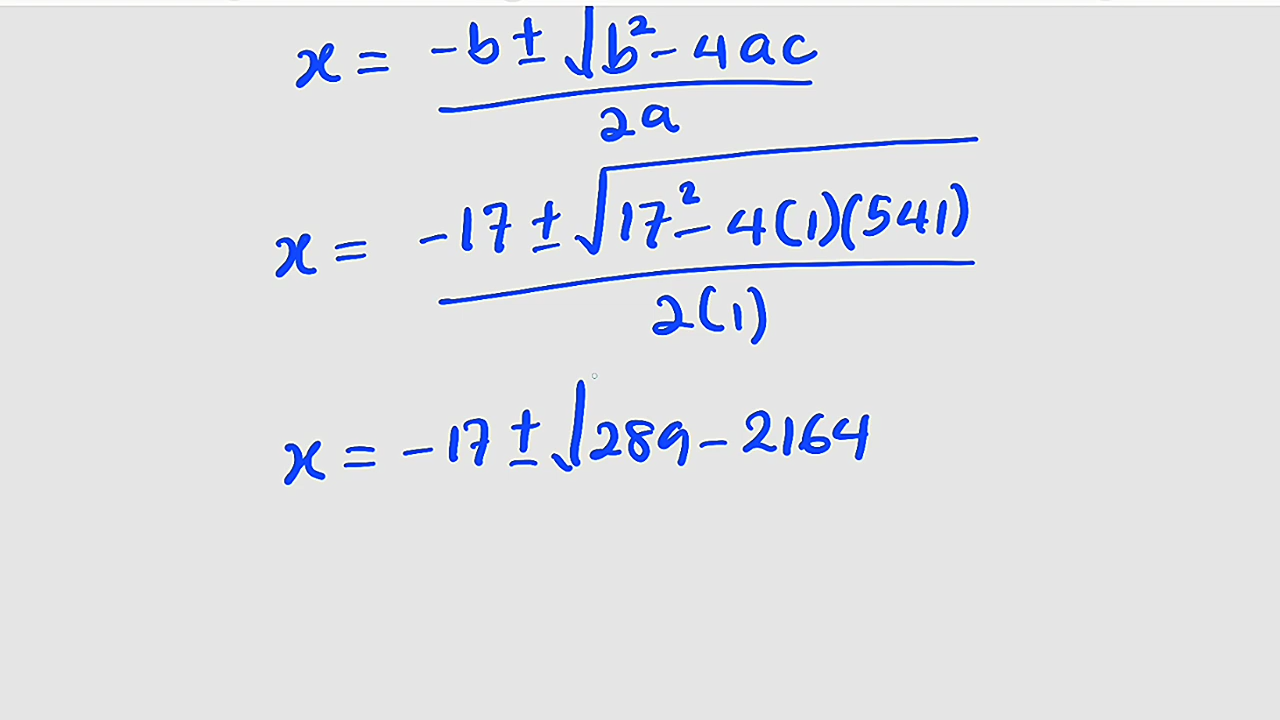 x = -b ± √b² - 4ac
2a
x = -17 ± √17² - 4(1)(541)
2(1)
x = -17 ± √289 - 2164